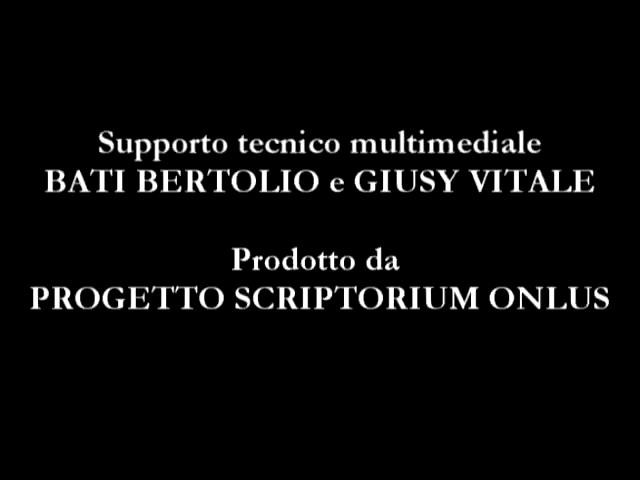 Supporto tecnico multimediale
BATI BERTOLIO e GIUSY VITALE
Prodotto da
PROGETTO SCRIPTORIUM ONLUS